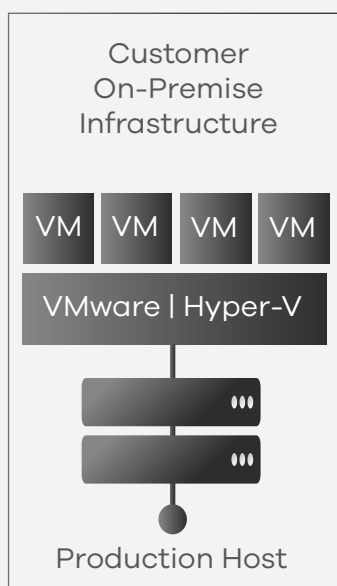 Customer
On-Premise
Infrastructure
VM VM VM VM
VMware | Hyper-V
Production Host